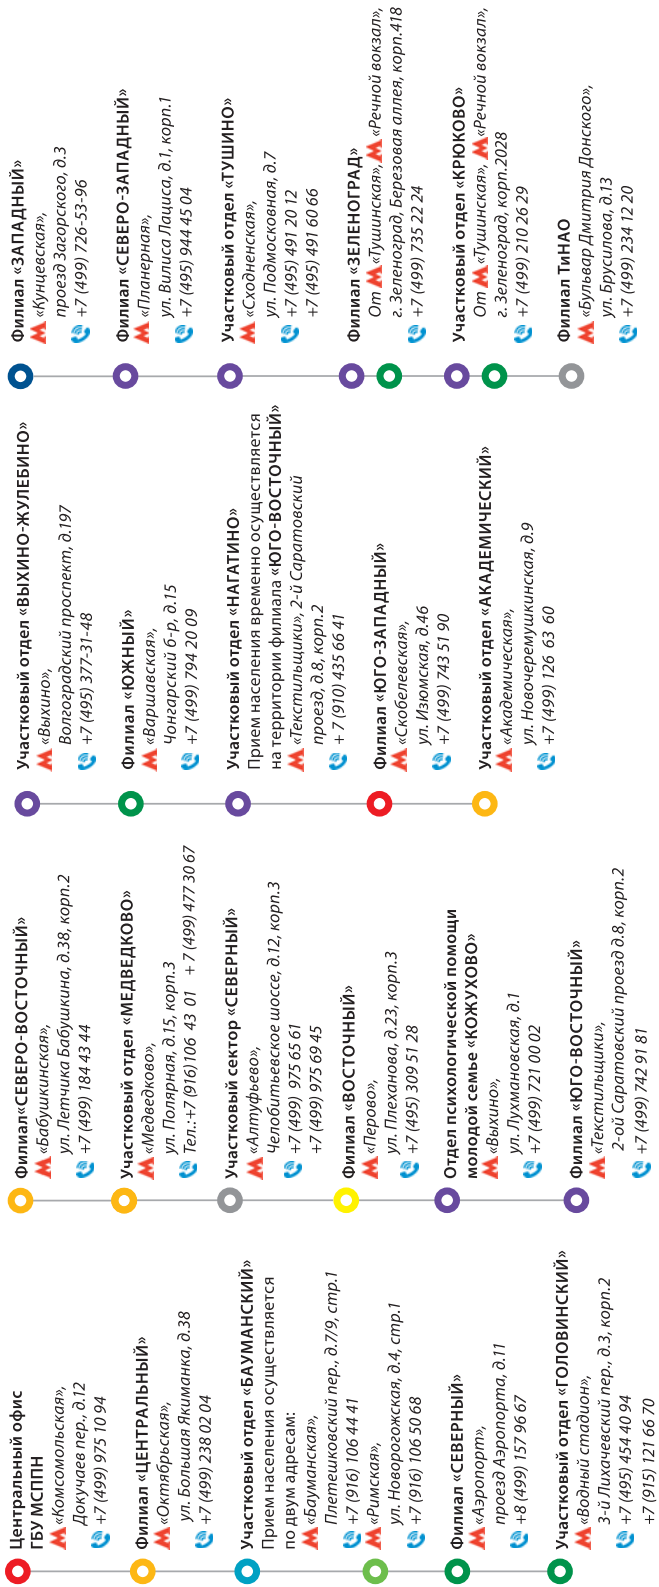 Центральный офис
ГБУ МСППН
«Комсомольская»,
Докучаев пер., д.12
+7 (499) 975 10 94
Филиал «ЦЕНТРАЛЬНЫЙ»
«Октябрьская»,
ул. Большая Якиманка, д.38
+7 (499) 238 02 04
Участковый отдел «БАУМАНСКИЙ»
Прием населения осуществляется
по двум адресам:
«Бауманская»,
Плетешковский пер., д.7/9, стр.1
+7 (916) 106 44 41
«Римская»,
ул. Новорогожская, д.4, стр.1
+7 (916) 106 50 68
Филиал «СЕВЕРНЫЙ»
«Аэропорт»,
проезд Аэропорта, д.11
+8 (499) 157 96 67
Участковый отдел «ГОЛОВИНСКИЙ»
«Водный стадион»,
3-й Лихачевский пер., д.3, корп.2
+7 (495) 454 40 94
+7 (915) 121 66 70
Филиал«СЕВЕРО-ВОСТОЧНЫЙ»
«Бабушкинская»,
ул. Летчика Бабушкина, д.38, корп.2
+7 (499) 184 43 44
Участковый отдел «МЕДВЕДКОВО»
«Медведково»,
ул. Полярная, д.15, корп.3
Тел.:+7 (916)106 43 01 +7 (499) 477 30 67
Участковый сектор «СЕВЕРНЫЙ»
«Алтуфьево»,
Челобитьевское шоссе, д.12, корп.3
+7 (499) 975 65 61
+7 (499) 975 69 45
Филиал «ВОСТОЧНЫЙ»
«Перово»,
ул. Плеханова, д.23, корп.3
+7 (495) 309 51 28
Отдел психологической помощи
молодой семье «КОЖУХОВО»
«Выхино»,
ул. Лухмановская, д.1
+7 (499) 721 00 02
Филиал «ЮГО-ВОСТОЧНЫЙ»
«Текстильщики»,
2-ой Саратовский проезд д.8, корп.2
+7 (499) 742 91 81
Участковый отдел «ВЫХИНО-ЖУЛЕБИНО»
«Выхино»,
Волгоградский проспект, д.197
+7 (495) 377-31-48
Филиал «ЮЖНЫЙ»
«Варшавская»,
Чонгарский б-р, д.15
+7 (499) 794 20 09
Участковый отдел «НАГАТИНО»
Прием населения временно осуществляется
на территории филиала «ЮГО-ВОСТОЧНЫЙ»
«Текстильщики», 2-й Саратовский
проезд, д.8, корп.2
+ 7 (910) 435 66 41
Филиал «ЮГО-ЗАПАДНЫЙ»
«Скобелевская»,
ул. Изюмская, д.46
+7 (499) 743 51 90
Участковый отдел «АКАДЕМИЧЕСКИЙ»
«Академическая»,
ул. Новочеремушкинская, д.9
+7 (499) 126 63 60
Филиал «ЗАПАДНЫЙ»
«Кунцевская»,
проезд Загорского, д.3
+7 (499) 726-53-96
Филиал «СЕВЕРО-ЗАПАДНЫЙ»
«Планерная»,
ул. Вилиса Лациса, д.1, корп.1
+7 (495) 944 45 04
Участковый отдел «ТУШИНО»
«Сходненская»,
ул. Подмосковная, д.7
+7 (495) 491 20 12
+7 (495) 491 60 66
Филиал «ЗЕЛЕНОГРАД»
От «Тушинская», «Речной вокзал»,
г. Зеленоград, Березовая аллея, корп.418
+7 (499) 735 22 24
Участковый отдел «КРЮКОВО»
От «Тушинская», «Речной вокзал»,
г. Зеленоград, корп.2028
+7 (499) 210 26 29
Филиал ТиНАО
«Бульвар Дмитрия Донского»,
ул. Брусилова, д.13
+7 (499) 234 12 20